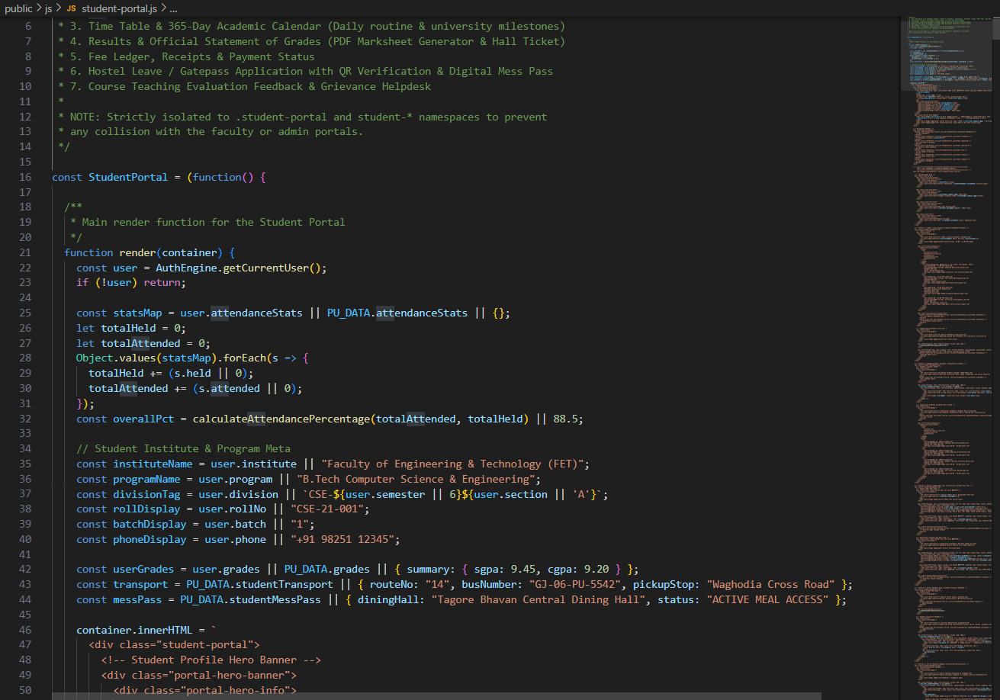 public > js > JS student-portal.js > ...
6 * 3. Time Table & 365-Day Academic Calendar (Daily routine & university milestones)
7 * 4. Results & Official Statement of Grades (PDF Marksheet Generator & Hall Ticket)
8 * 5. Fee Ledger, Receipts & Payment Status
9 * 6. Hostel Leave / Gatepass Application with QR Verification & Digital Mess Pass
10 * 7. Course Teaching Evaluation Feedback & Grievance Helpdesk
11 *
12 * NOTE: Strictly isolated to .student-portal and student-* namespaces to prevent
13 * any collision with the faculty or admin portals.
14 */
15
16 const StudentPortal = (function() {
17
18 /**
19 * Main render function for the Student Portal
20 */
21 function render(container) {
22 const user = AuthEngine.getCurrentUser();
23 if (!user) return;
24
25 const statsMap = user.attendanceStats || PU_DATA.attendanceStats || {};
26 let totalHeld = 0;
27 let totalAttended = 0;
28 Object.values(statsMap).forEach(s => {
29 totalHeld += (s.held || 0);
30 totalAttended += (s.attended || 0);
31 });
32 const overallPct = calculateAttendancePercentage(totalAttended, totalHeld) || 88.5;
33
34 // Student Institute & Program Meta
35 const instituteName = user.institute || "Faculty of Engineering & Technology (FET)";
36 const programName = user.program || "B.Tech Computer Science & Engineering";
37 const divisionTag = user.division || `CSE-${user.semester || 6}${user.section || 'A'}`;
38 const rollDisplay = user.rollNo || "CSE-21-001";
39 const batchDisplay = user.batch || "1";
40 const phoneDisplay = user.phone || "+91 98251 12345";
41
42 const userGrades = user.grades || PU_DATA.grades || { summary: { sgpa: 9.45, cgpa: 9.20 } };
43 const transport = PU_DATA.studentTransport || { routeNo: "14", busNumber: "GJ-06-PU-5542", pickupStop: "Waghodia Cross Road" };
44 const messPass = PU_DATA.studentMessPass || { diningHall: "Tagore Bhavan Central Dining Hall", status: "ACTIVE MEAL ACCESS" };
45
46 container.innerHTML = `
47 <div class="student-portal">
48 <!-- Student Profile Hero Banner -->
49 <div class="portal-hero-banner">
50 <div class="portal-hero-info">